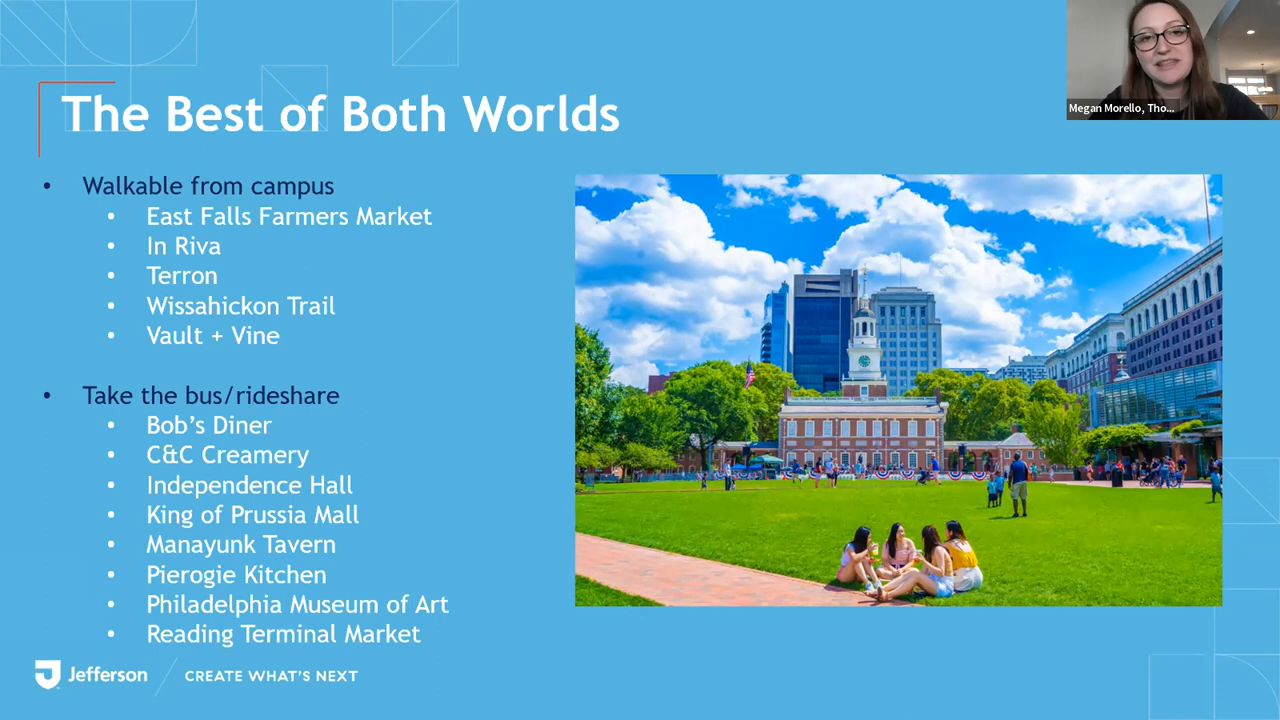 Megan Morello, Tho...
The Best of Both Worlds
• Walkable from campus
• East Falls Farmers Market
• In Riva
• Terron
• Wissahickon Trail
• Vault + Vine
• Take the bus/rideshare
• Bob's Diner
• C&C Creamery
• Independence Hall
• King of Prussia Mall
• Manayunk Tavern
• Pierogie Kitchen
• Philadelphia Museum of Art
• Reading Terminal Market
Jefferson CREATE WHAT'S NEXT